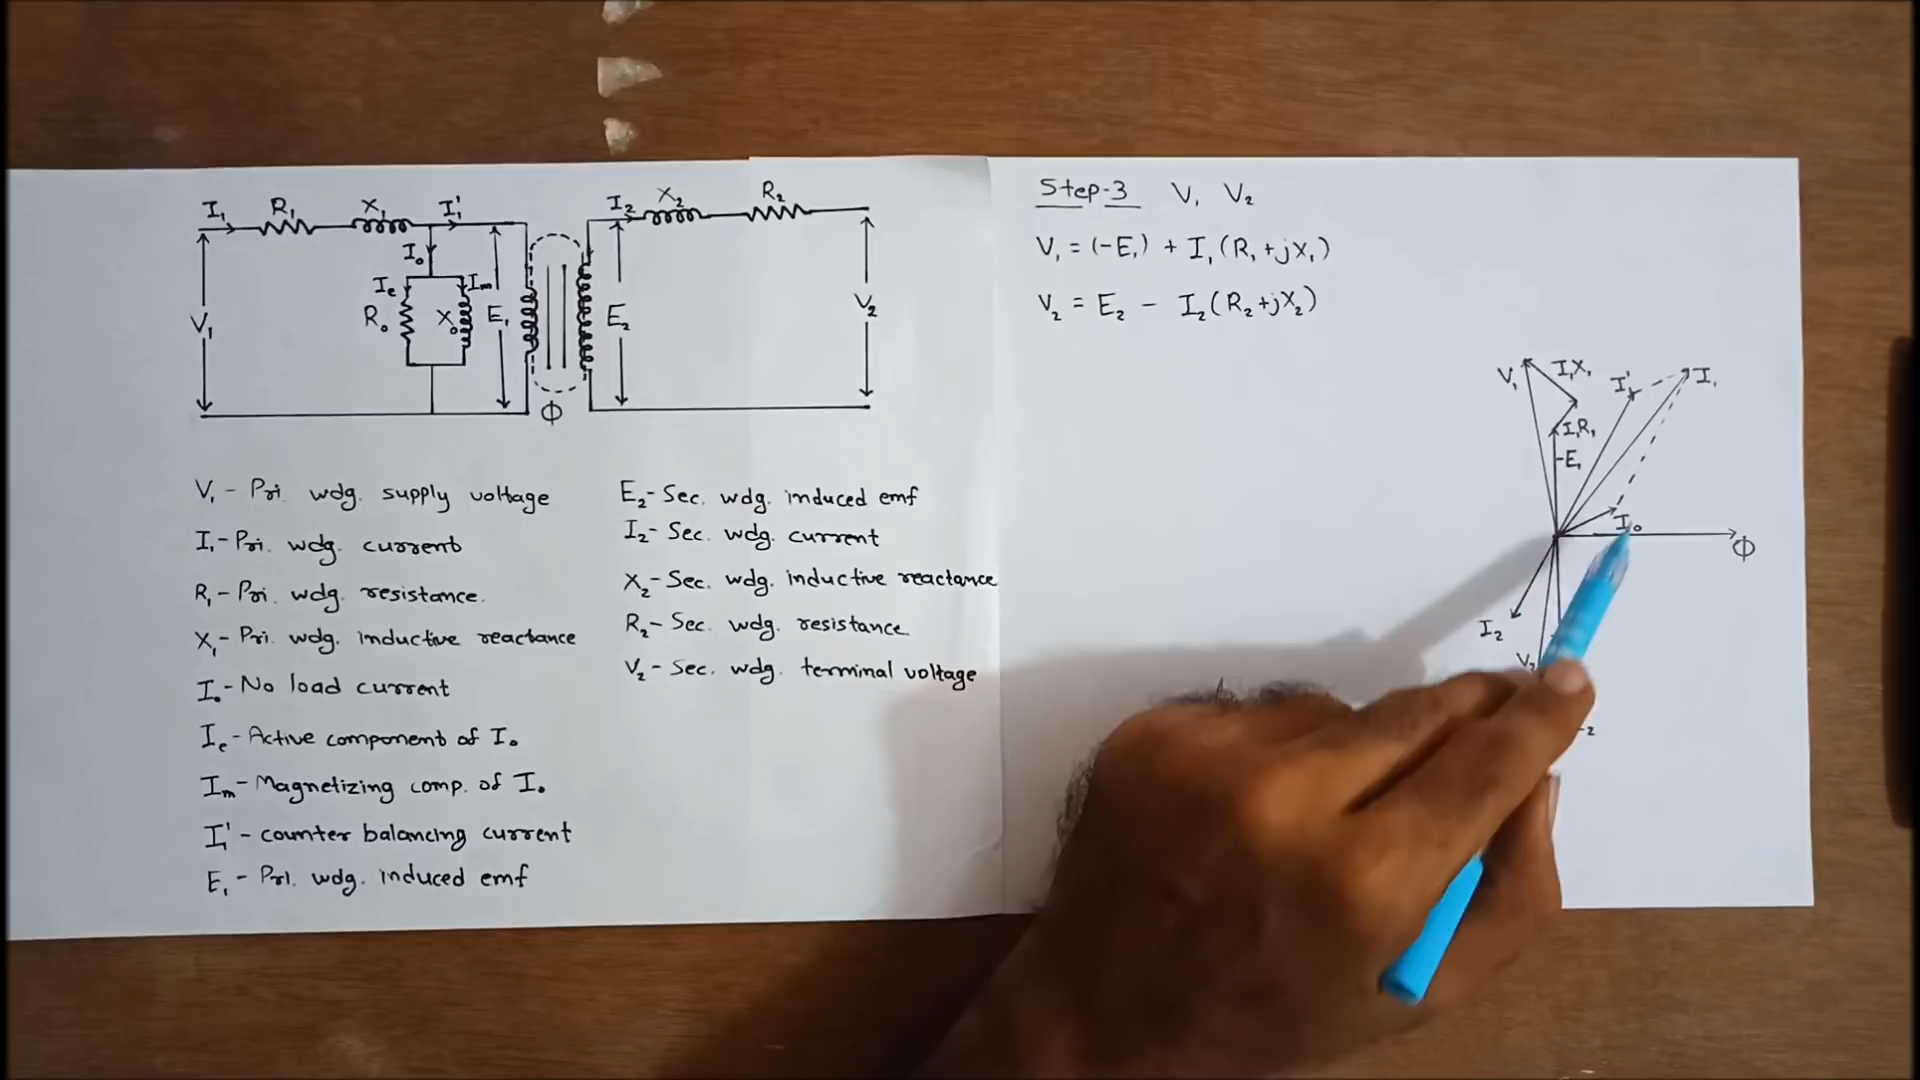 I₁ R₁ X₁ I₁' I₂ X₂ R₂
I₀
Ie Im
V₁ R₀ X₀ E₁ E₂ V₂
Φ
V₁ - Pri. wdg. supply voltage
I₁ - Pri. wdg. current
R₁ - Pri. wdg. resistance.
X₁ - Pri. wdg. inductive reactance
I₀ - No load current
Ie - Active component of I₀
Im - Magnetizing comp. of I₀
I₁' - counter balancing current
E₁ - Pri. wdg. induced emf
E₂ - Sec. wdg. induced emf
I₂ - Sec. wdg. current
X₂ - Sec. wdg. inductive reactance
R₂ - Sec. wdg. resistance
V₂ - Sec. wdg. terminal voltage
Step-3 V₁ V₂
V₁ = (-E₁) + I₁(R₁+jX₁)
V₂ = E₂ - I₂(R₂+jX₂)
V₁ I₁X₁ I₁' I₁
I₁R₁
-E₁
I₀
Φ
I₂
V₂